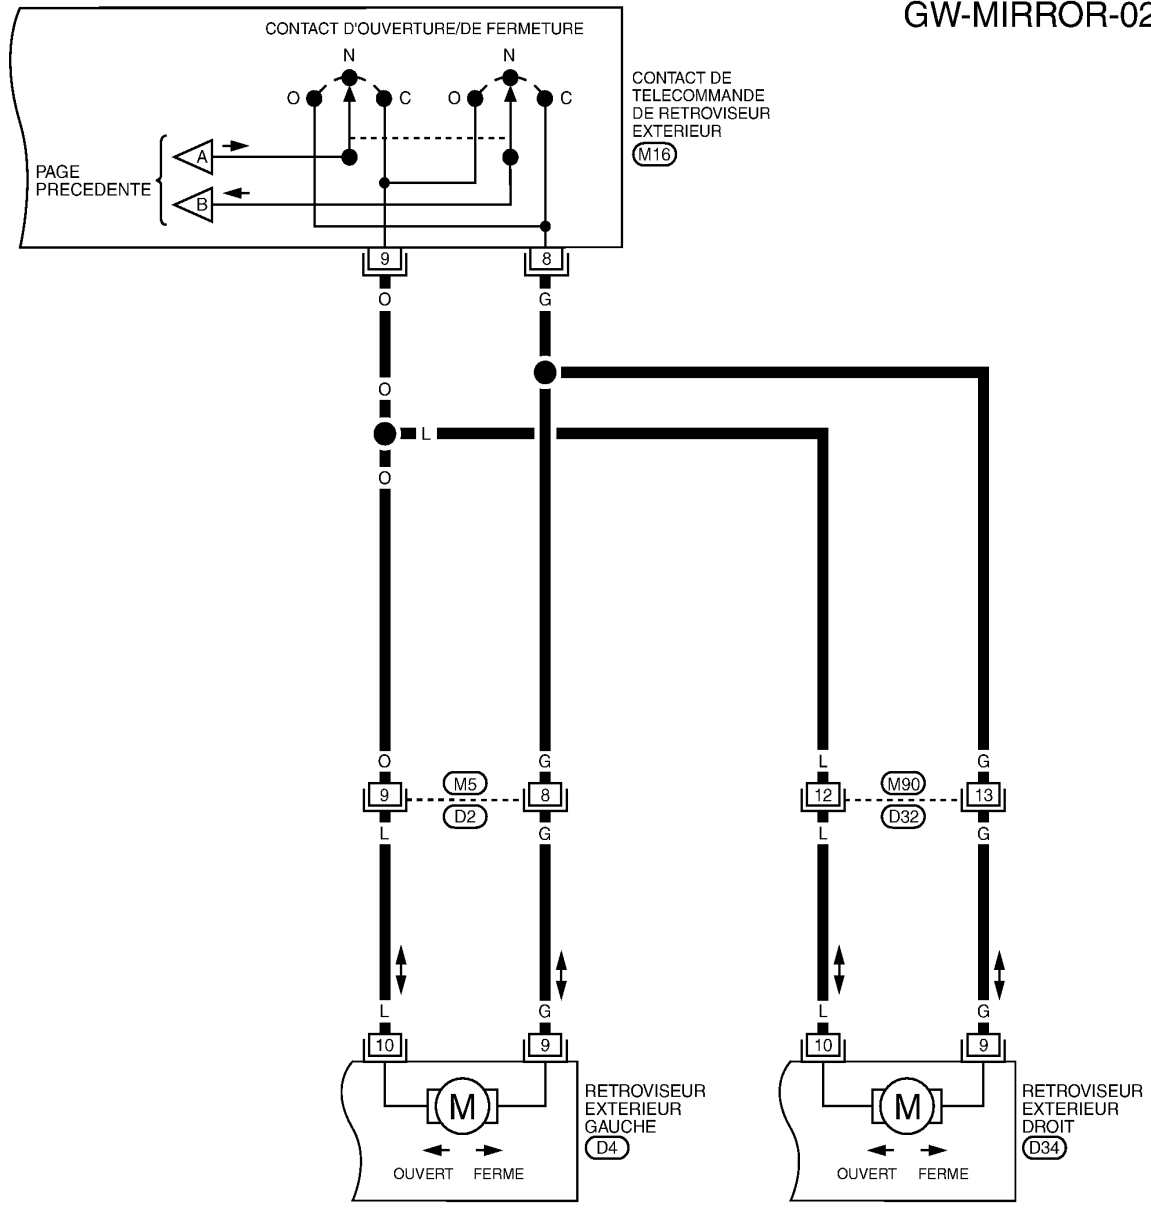 GW-MIRROR-02
CONTACT D'OUVERTURE/DE FERMETURE
N
N
O
C
O
C
CONTACT DE
TELECOMMANDE
DE RETROVISEUR
EXTERIEUR
M16
A
PAGE
PRECEDENTE
B
9
8
O
G
O
L
O
O
G
L
G
9
M5
8
12
M90
13
D2
D32
L
G
L
G
L
G
L
G
10
9
10
9
M
M
RETROVISEUR
EXTERIEUR
GAUCHE
D4
RETROVISEUR
EXTERIEUR
DROIT
D34
OUVERT
FERME
OUVERT
FERME